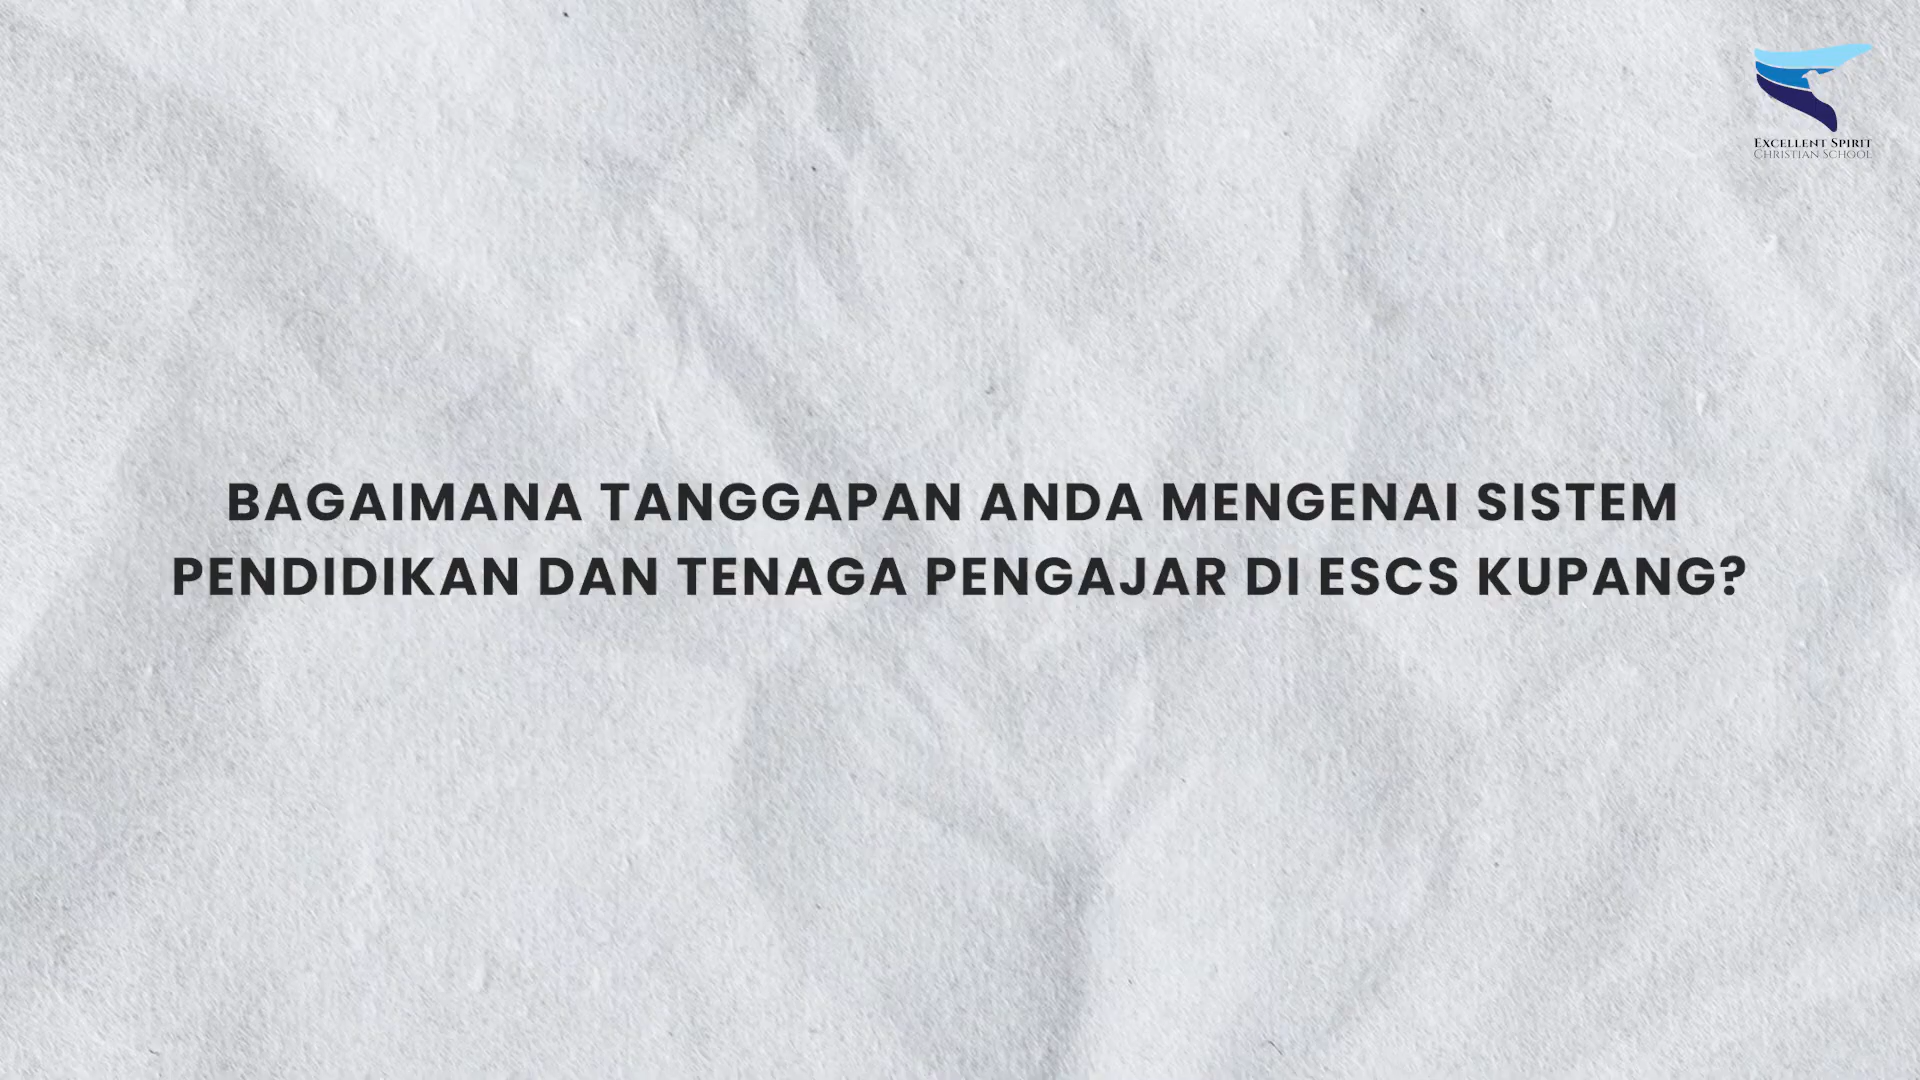 EXCELLENT SPIRIT
CHRISTIAN SCHOOL
BAGAIMANA TANGGAPAN ANDA MENGENAI SISTEM
PENDIDIKAN DAN TENAGA PENGAJAR DI ESCS KUPANG?